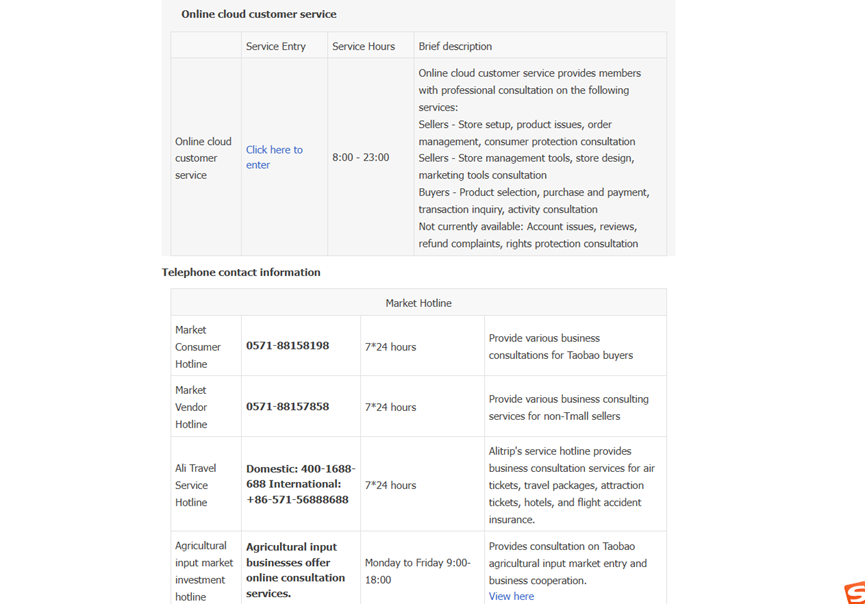 Online cloud customer service
Service Entry
Service Hours
Brief description
Online cloud
customer
service
Click here to
enter
8:00 - 23:00
Online cloud customer service provides members
with professional consultation on the following
services:
Sellers - Store setup, product issues, order
management, consumer protection consultation
Sellers - Store management tools, store design,
marketing tools consultation
Buyers - Product selection, purchase and payment,
transaction inquiry, activity consultation
Not currently available: Account issues, reviews,
refund complaints, rights protection consultation
Telephone contact information
Market Hotline
Market
Consumer
Hotline
0571-88158198
7*24 hours
Provide various business
consultations for Taobao buyers
Market
Vendor
Hotline
0571-88157858
7*24 hours
Provide various business consulting
services for non-Tmall sellers
Ali Travel
Service
Hotline
Domestic: 400-1688-
688 International:
+86-571-56888688
7*24 hours
Alitrip's service hotline provides
business consultation services for air
tickets, travel packages, attraction
tickets, hotels, and flight accident
insurance.
Agricultural
input market
investment
hotline
Agricultural input
businesses offer
online consultation
services.
Monday to Friday 9:00-
18:00
Provides consultation on Taobao
agricultural input market entry and
business cooperation.
View here